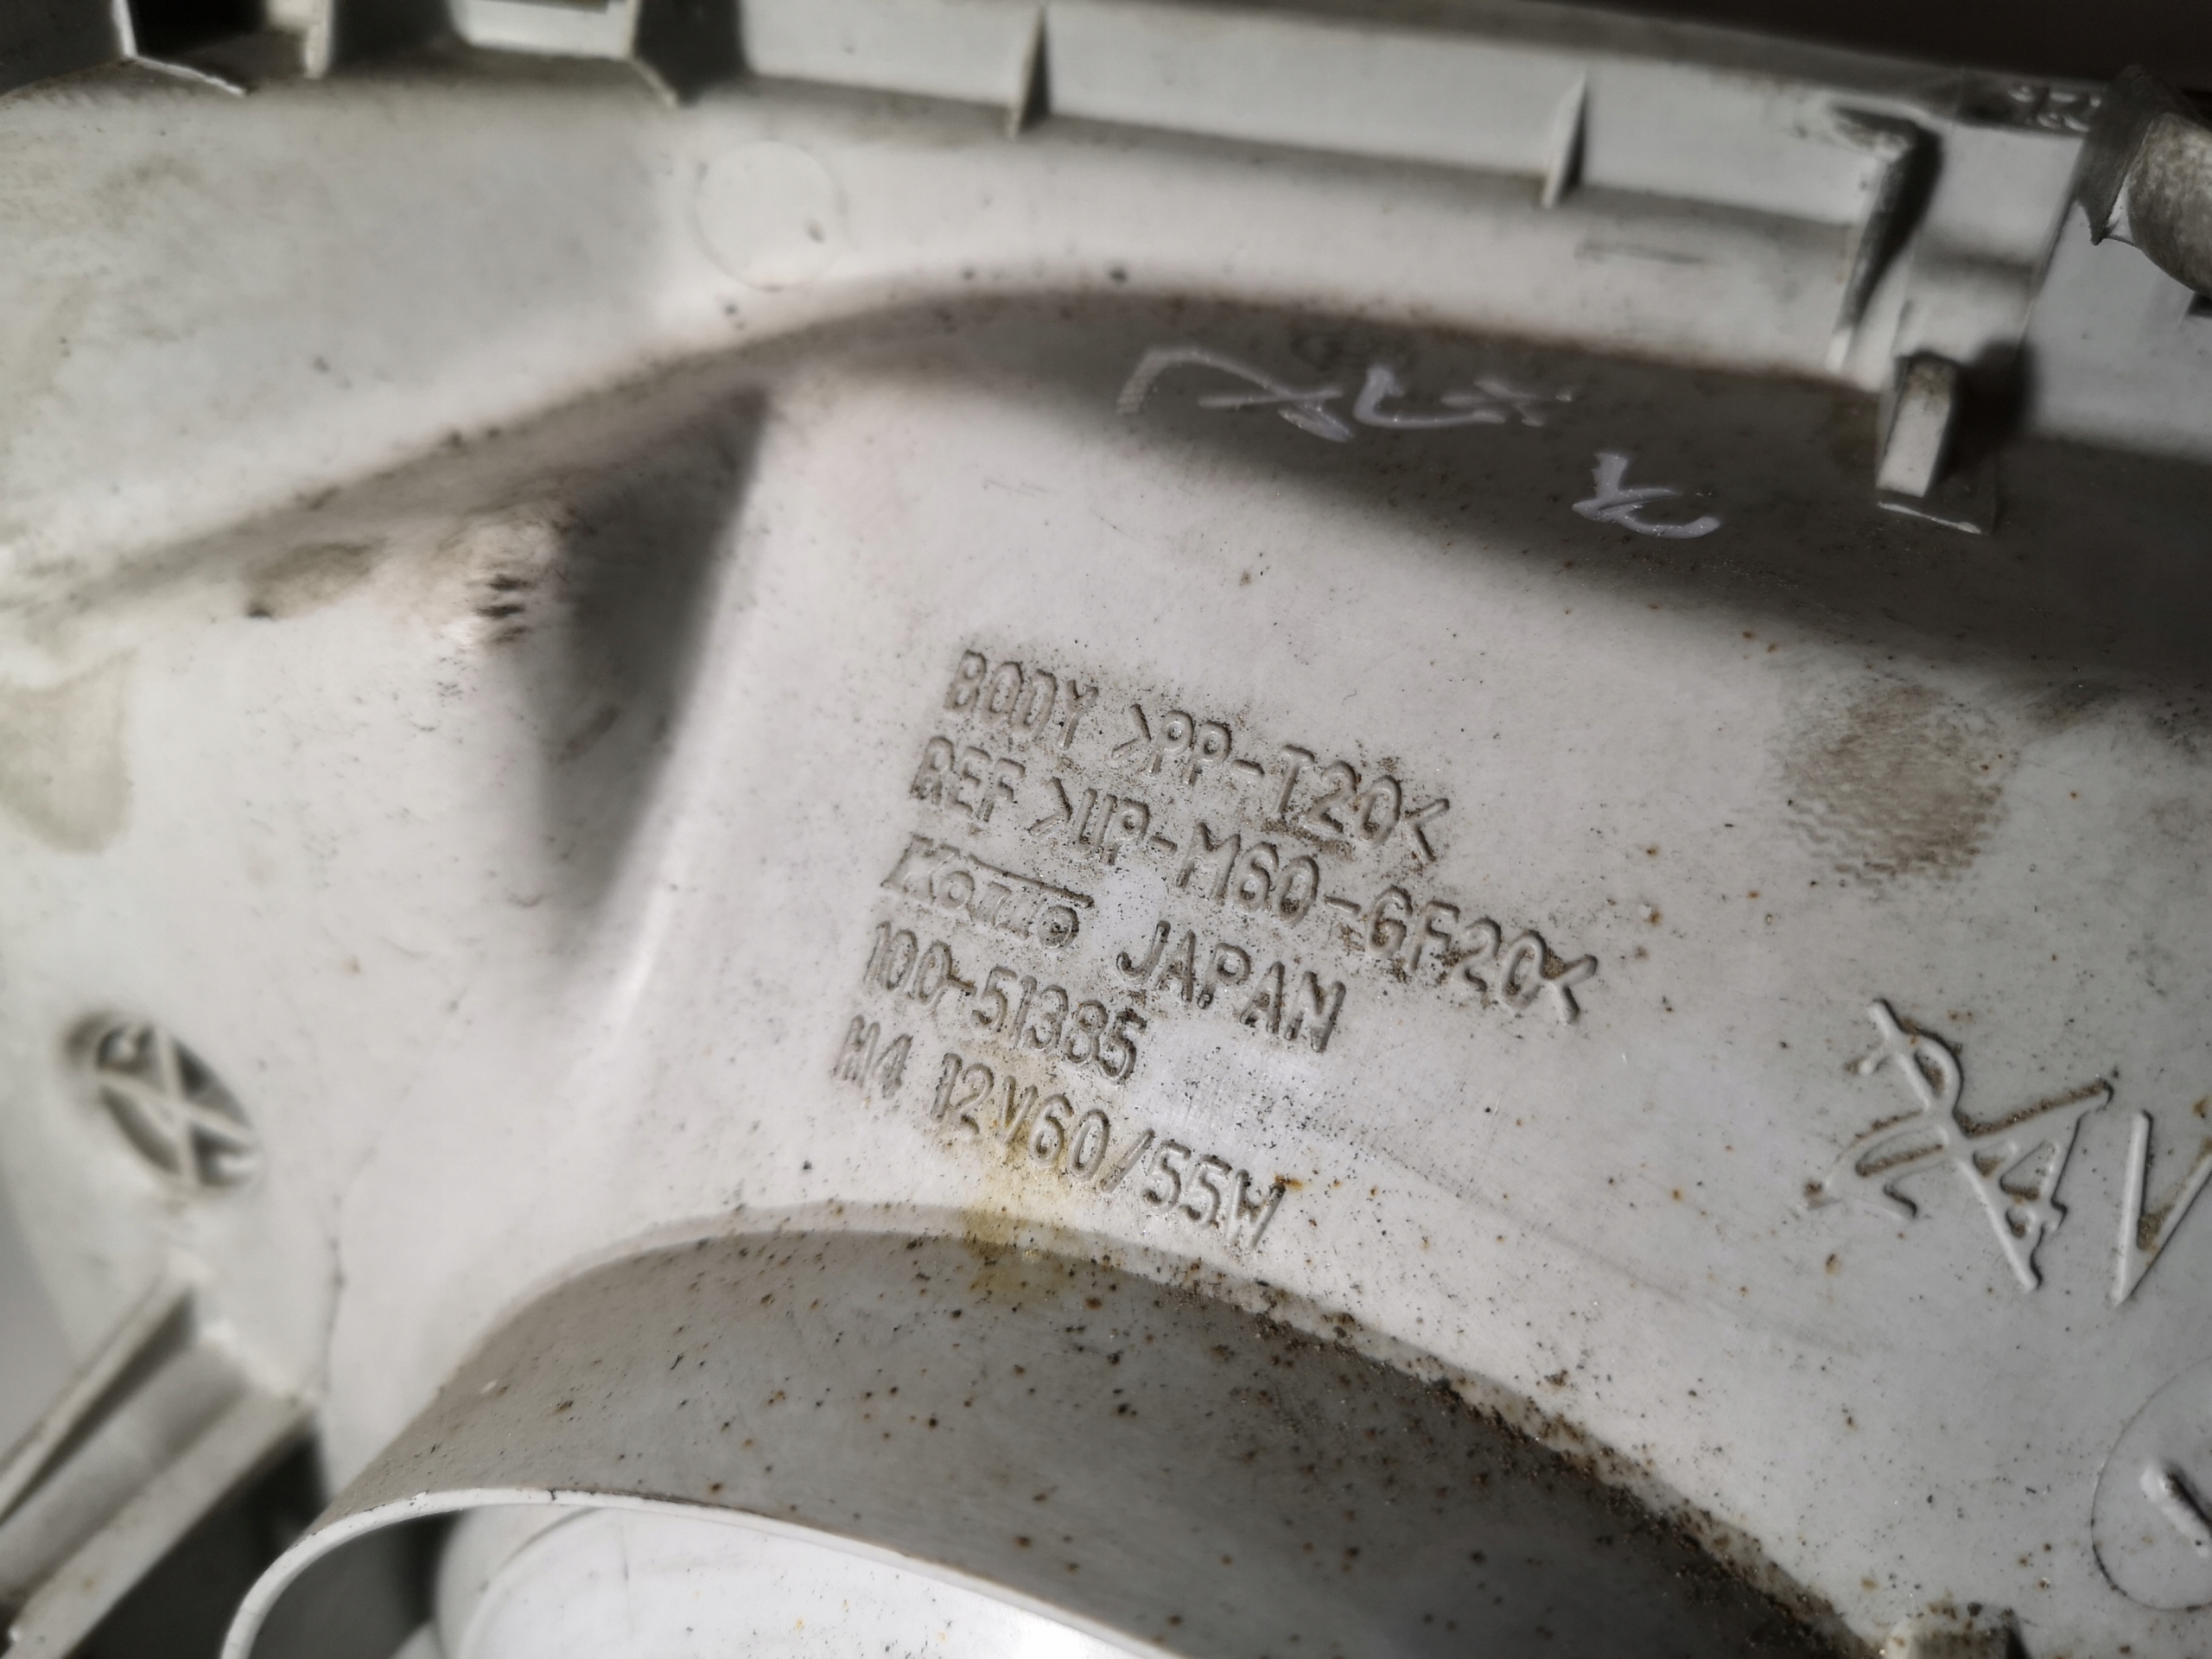 BODY >PP-T20<
REF >UP-M60-GF20<
KOITO JAPAN
100-51385
H4 12V60/55W